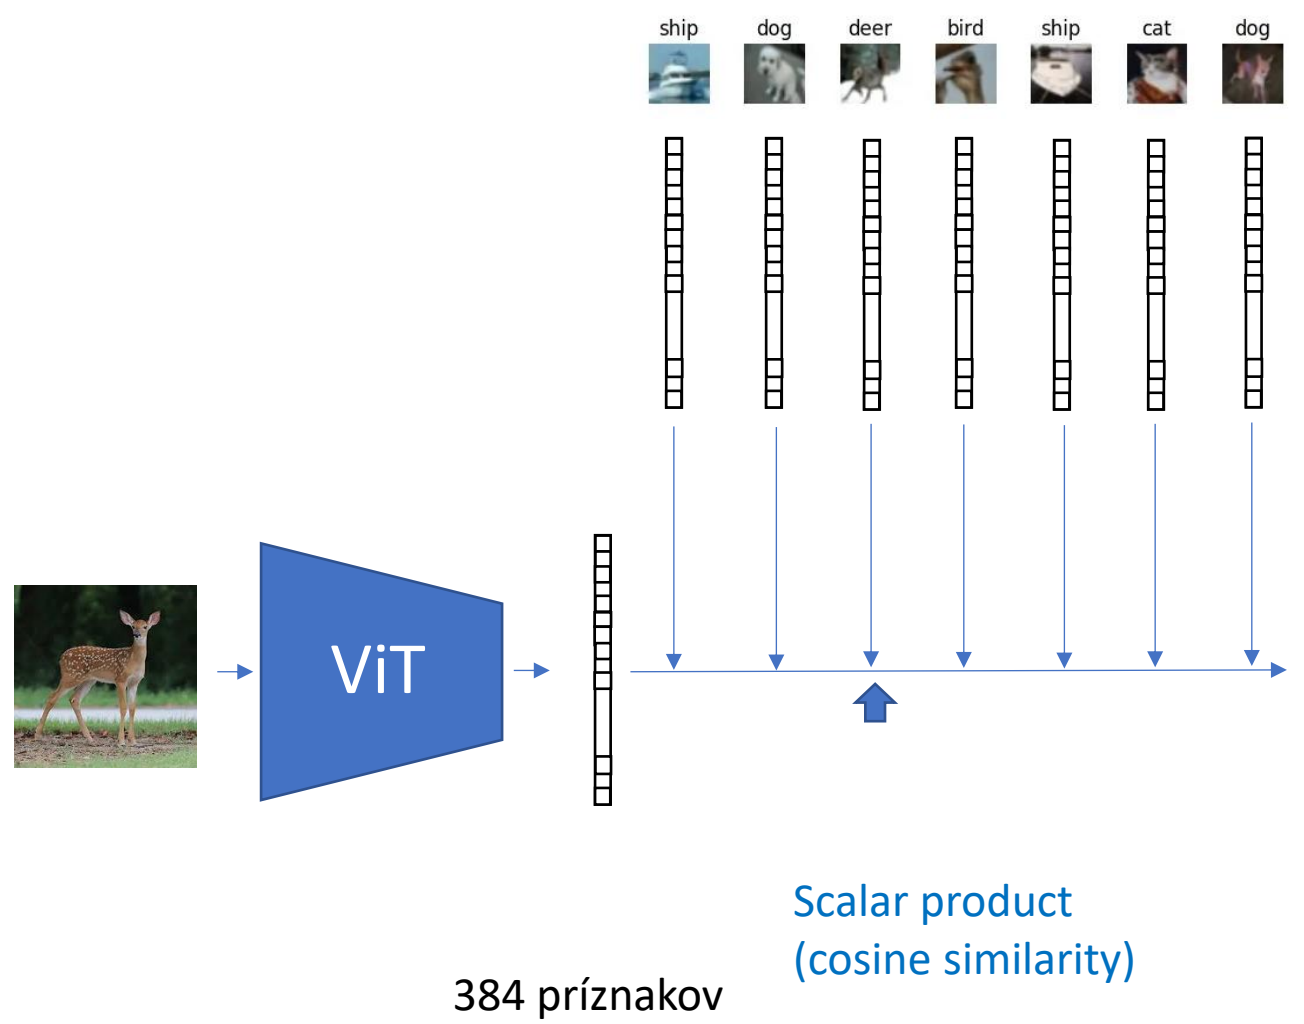 ship dog deer bird ship cat dog
ViT
Scalar product
(cosine similarity)
384 príznakov